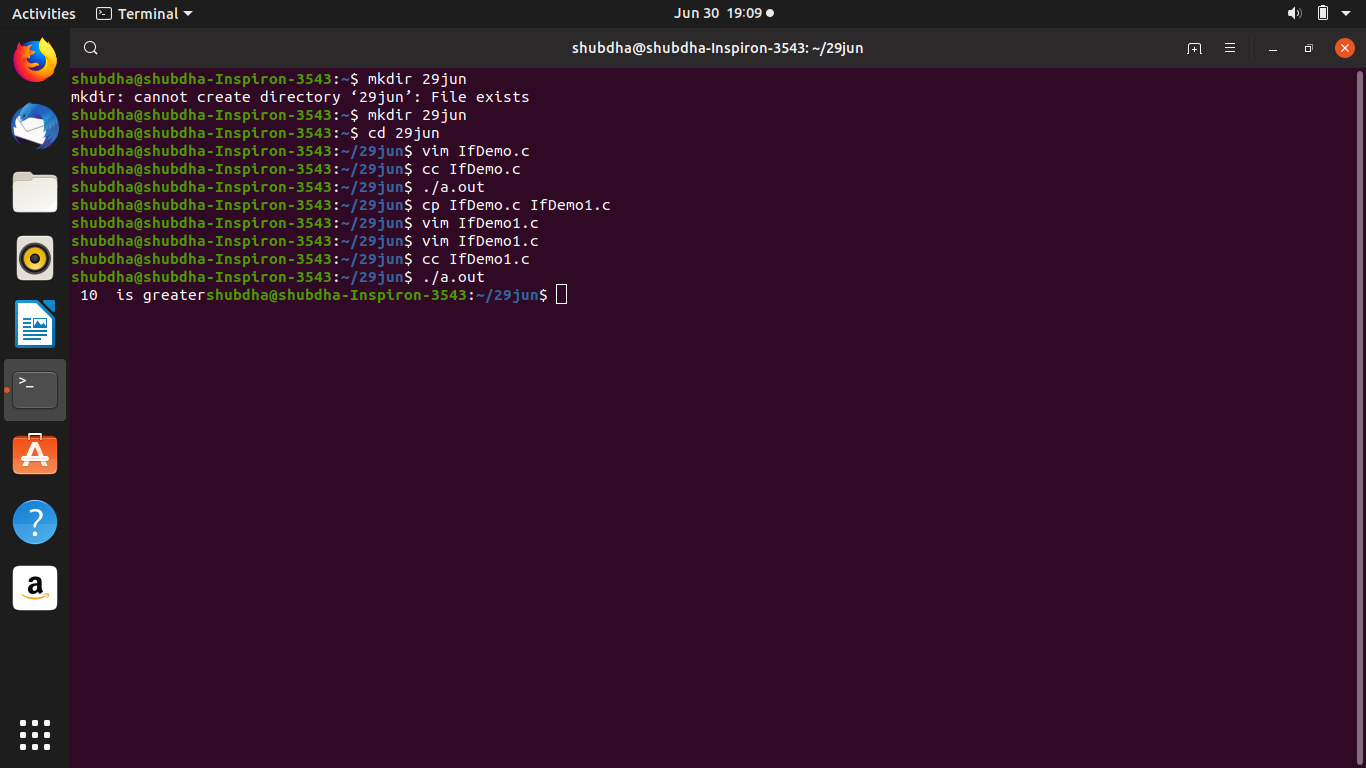 Activities
Terminal
Jun 30 19:09
shubdha@shubdha-Inspiron-3543: ~/29jun
shubdha@shubdha-Inspiron-3543:~$ mkdir 29jun
mkdir: cannot create directory ‘29jun’: File exists
shubdha@shubdha-Inspiron-3543:~$ mkdir 29jun
shubdha@shubdha-Inspiron-3543:~$ cd 29jun
shubdha@shubdha-Inspiron-3543:~/29jun$ vim IfDemo.c
shubdha@shubdha-Inspiron-3543:~/29jun$ cc IfDemo.c
shubdha@shubdha-Inspiron-3543:~/29jun$ ./a.out
shubdha@shubdha-Inspiron-3543:~/29jun$ cp IfDemo.c IfDemo1.c
shubdha@shubdha-Inspiron-3543:~/29jun$ vim IfDemo1.c
shubdha@shubdha-Inspiron-3543:~/29jun$ vim IfDemo1.c
shubdha@shubdha-Inspiron-3543:~/29jun$ cc IfDemo1.c
shubdha@shubdha-Inspiron-3543:~/29jun$ ./a.out
 10  is greatershubdha@shubdha-Inspiron-3543:~/29jun$
>_
A
?
a